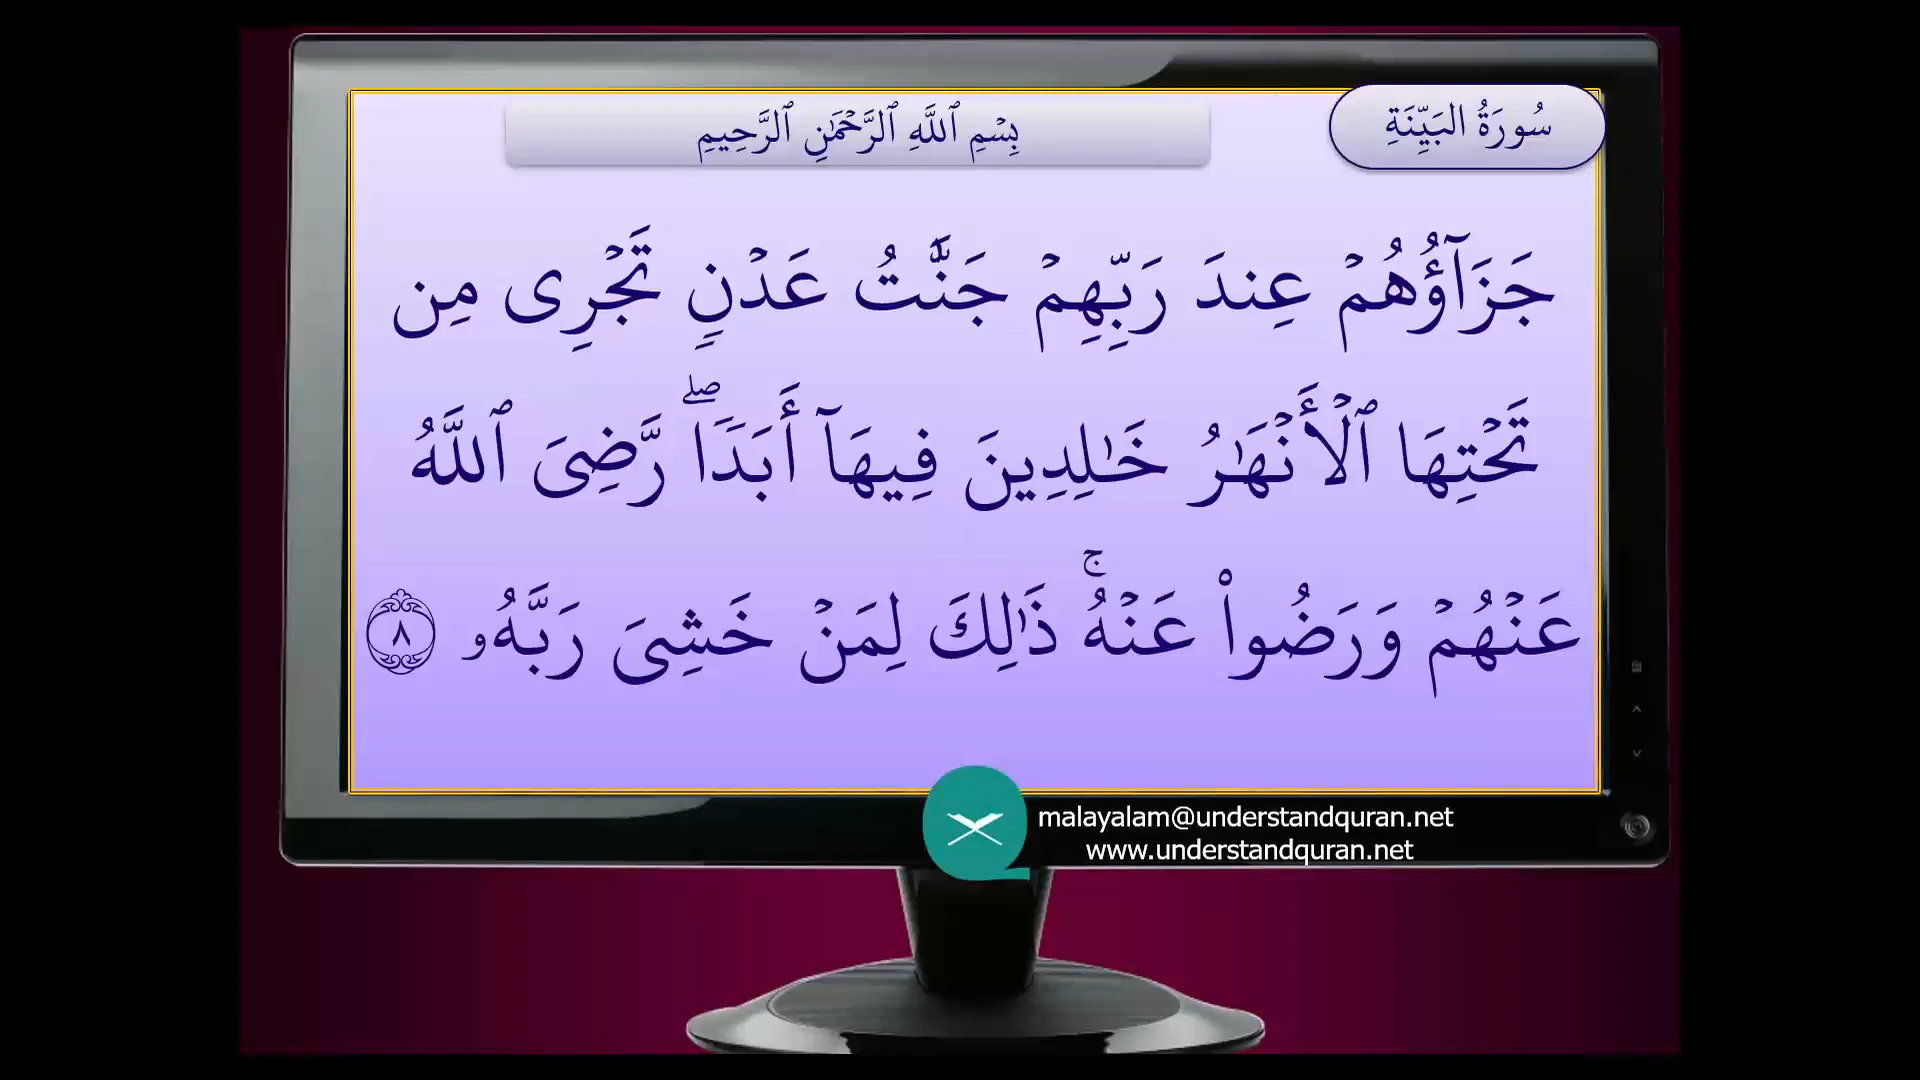 سُورَةُ البَيِّنَةِ
بِسۡمِ ٱللَّهِ ٱلرَّحۡمَٰنِ ٱلرَّحِيمِ
جَزَآؤُهُمۡ عِندَ رَبِّهِمۡ جَنَّٰتُ عَدۡنٖ تَجۡرِى مِن
تَحۡتِهَا ٱلۡأَنۡهَٰرُ خَٰلِدِينَ فِيهَآ أَبَدٗاۖ رَّضِىَ ٱللَّهُ
عَنۡهُمۡ وَرَضُواْ عَنۡهُۚ ذَٰلِكَ لِمَنۡ خَشِىَ رَبَّهُۥ ٨
malayalam@understandquran.net
www.understandquran.net